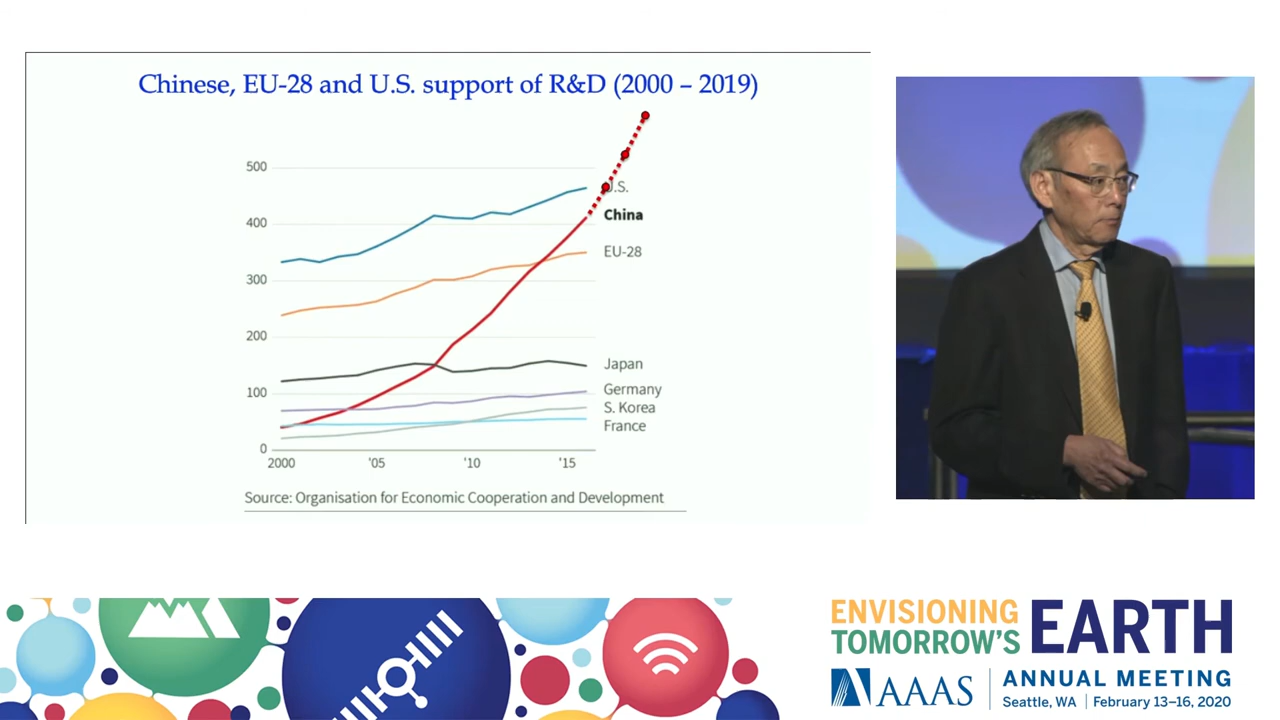 Chinese, EU-28 and U.S. support of R&D (2000 – 2019)
500
400
300
200
100
0
U.S.
China
EU-28
Japan
Germany
S. Korea
France
2000
'05
'10
'15
Source: Organisation for Economic Cooperation and Development
ENVISIONING
TOMORROW'S
EARTH
AAAS
ANNUAL MEETING
Seattle, WA | February 13–16, 2020